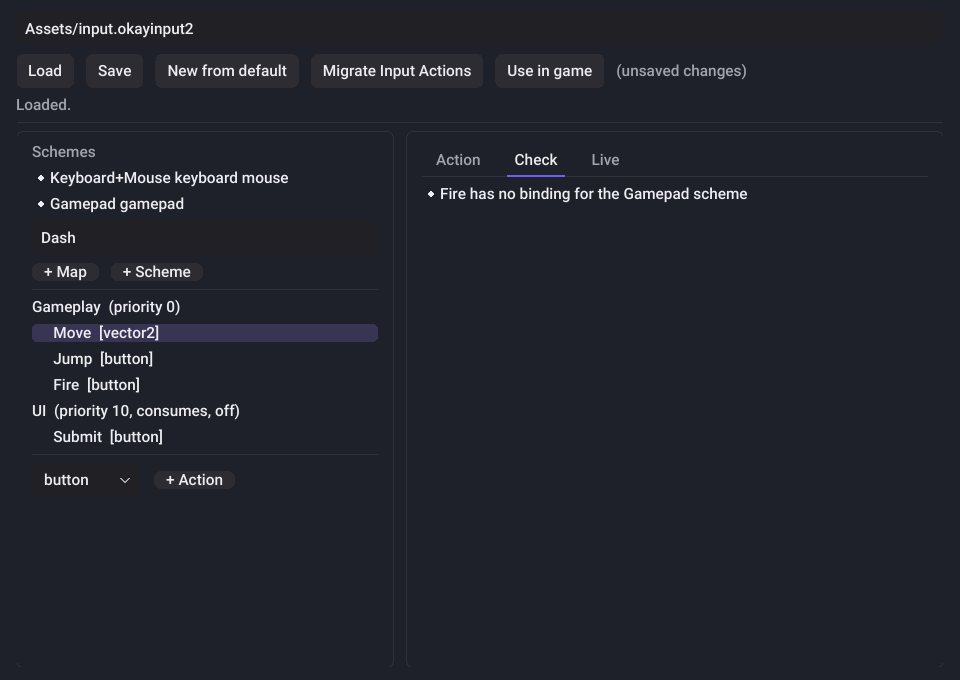 Assets/input.okayinput2
Load Save New from default Migrate Input Actions Use in game (unsaved changes)
Loaded.
Schemes
Keyboard+Mouse keyboard mouse
Gamepad gamepad
Dash
+ Map + Scheme
Gameplay (priority 0)
Move [vector2]
Jump [button]
Fire [button]
UI (priority 10, consumes, off)
Submit [button]
button + Action
Action Check Live
Fire has no binding for the Gamepad scheme